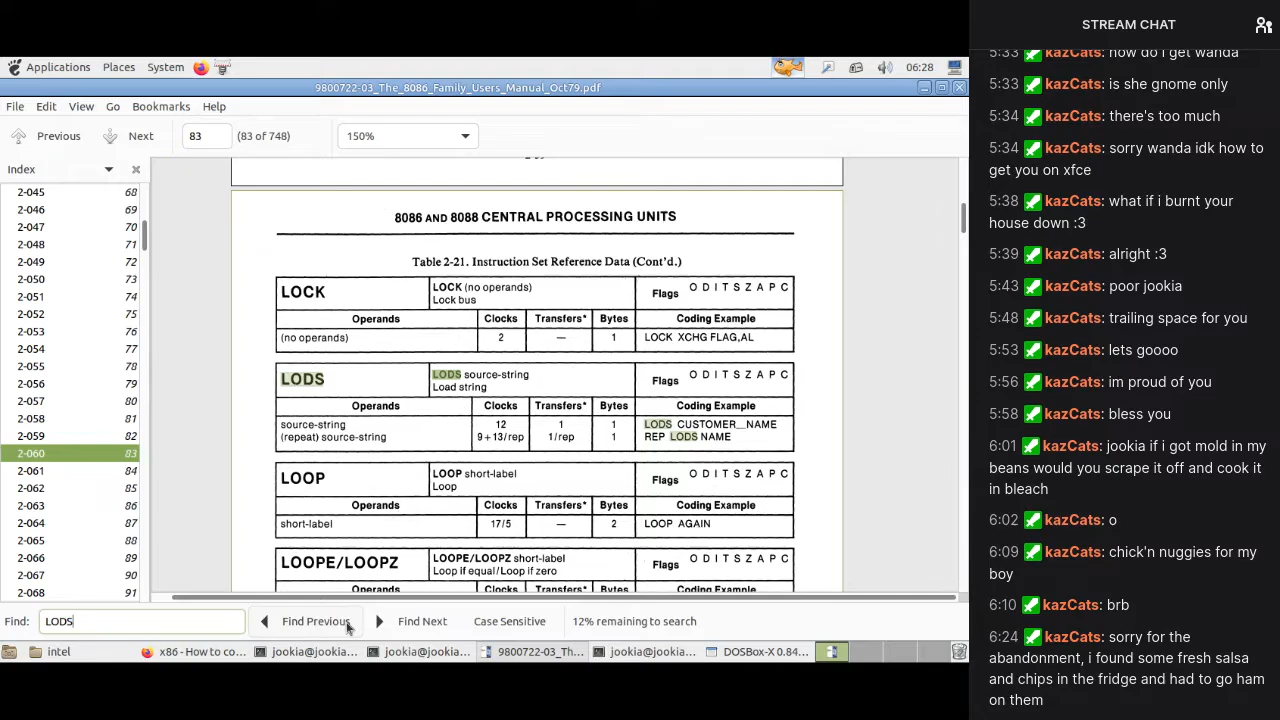 Applications Places System 06:28
9800722-03_The_8086_Family_Users_Manual_Oct79.pdf
File Edit View Go Bookmarks Help
Previous Next 83 (83 of 748) 150%
Index
2-045 68
2-046 69
2-047 70
2-048 71
2-049 72
2-050 73
2-051 74
2-052 75
2-053 76
2-054 77
2-055 78
2-056 79
2-057 80
2-058 81
2-059 82
2-060 83
2-061 84
2-062 85
2-063 86
2-064 87
2-065 88
2-066 89
2-067 90
2-068 91
8086 AND 8088 CENTRAL PROCESSING UNITS
Table 2-21. Instruction Set Reference Data (Cont'd.)
LOCK
LOCK (no operands)
Lock bus
Flags O D I T S Z A P C
Operands Clocks Transfers* Bytes Coding Example
(no operands) 2 — 1 LOCK XCHG FLAG,AL
LODS
LODS source-string
Load string
Flags O D I T S Z A P C
Operands Clocks Transfers* Bytes Coding Example
source-string 12 1 1 LODS CUSTOMER_NAME
(repeat) source-string 9+13/rep 1/rep 1 REP LODS NAME
LOOP
LOOP short-label
Loop
Flags O D I T S Z A P C
Operands Clocks Transfers* Bytes Coding Example
short-label 17/5 — 2 LOOP AGAIN
LOOPE/LOOPZ
LOOPE/LOOPZ short-label
Loop if equal/Loop if zero
Flags O D I T S Z A P C
Operands Clocks Transfers* Bytes Coding Example
Find: LODS Find Previous Find Next Case Sensitive 12% remaining to search
intel x86 - How to co... jookia@jookia... jookia@jookia... 9800722-03_Th... jookia@jookia... DOSBox-X 0.84...
STREAM CHAT
5:33 kazCats: how do i get wanda
5:33 kazCats: is she gnome only
5:34 kazCats: there's too much
5:34 kazCats: sorry wanda idk how to
get you on xfce
5:38 kazCats: what if i burnt your
house down :3
5:39 kazCats: alright :3
5:43 kazCats: poor jookia
5:48 kazCats: trailing space for you
5:53 kazCats: lets goooo
5:56 kazCats: im proud of you
5:58 kazCats: bless you
6:01 kazCats: jookia if i got mold in my
beans would you scrape it off and cook it
in bleach
6:02 kazCats: o
6:09 kazCats: chick'n nuggies for my
boy
6:10 kazCats: brb
6:24 kazCats: sorry for the
abandonment, i found some fresh salsa
and chips in the fridge and had to go ham
on them